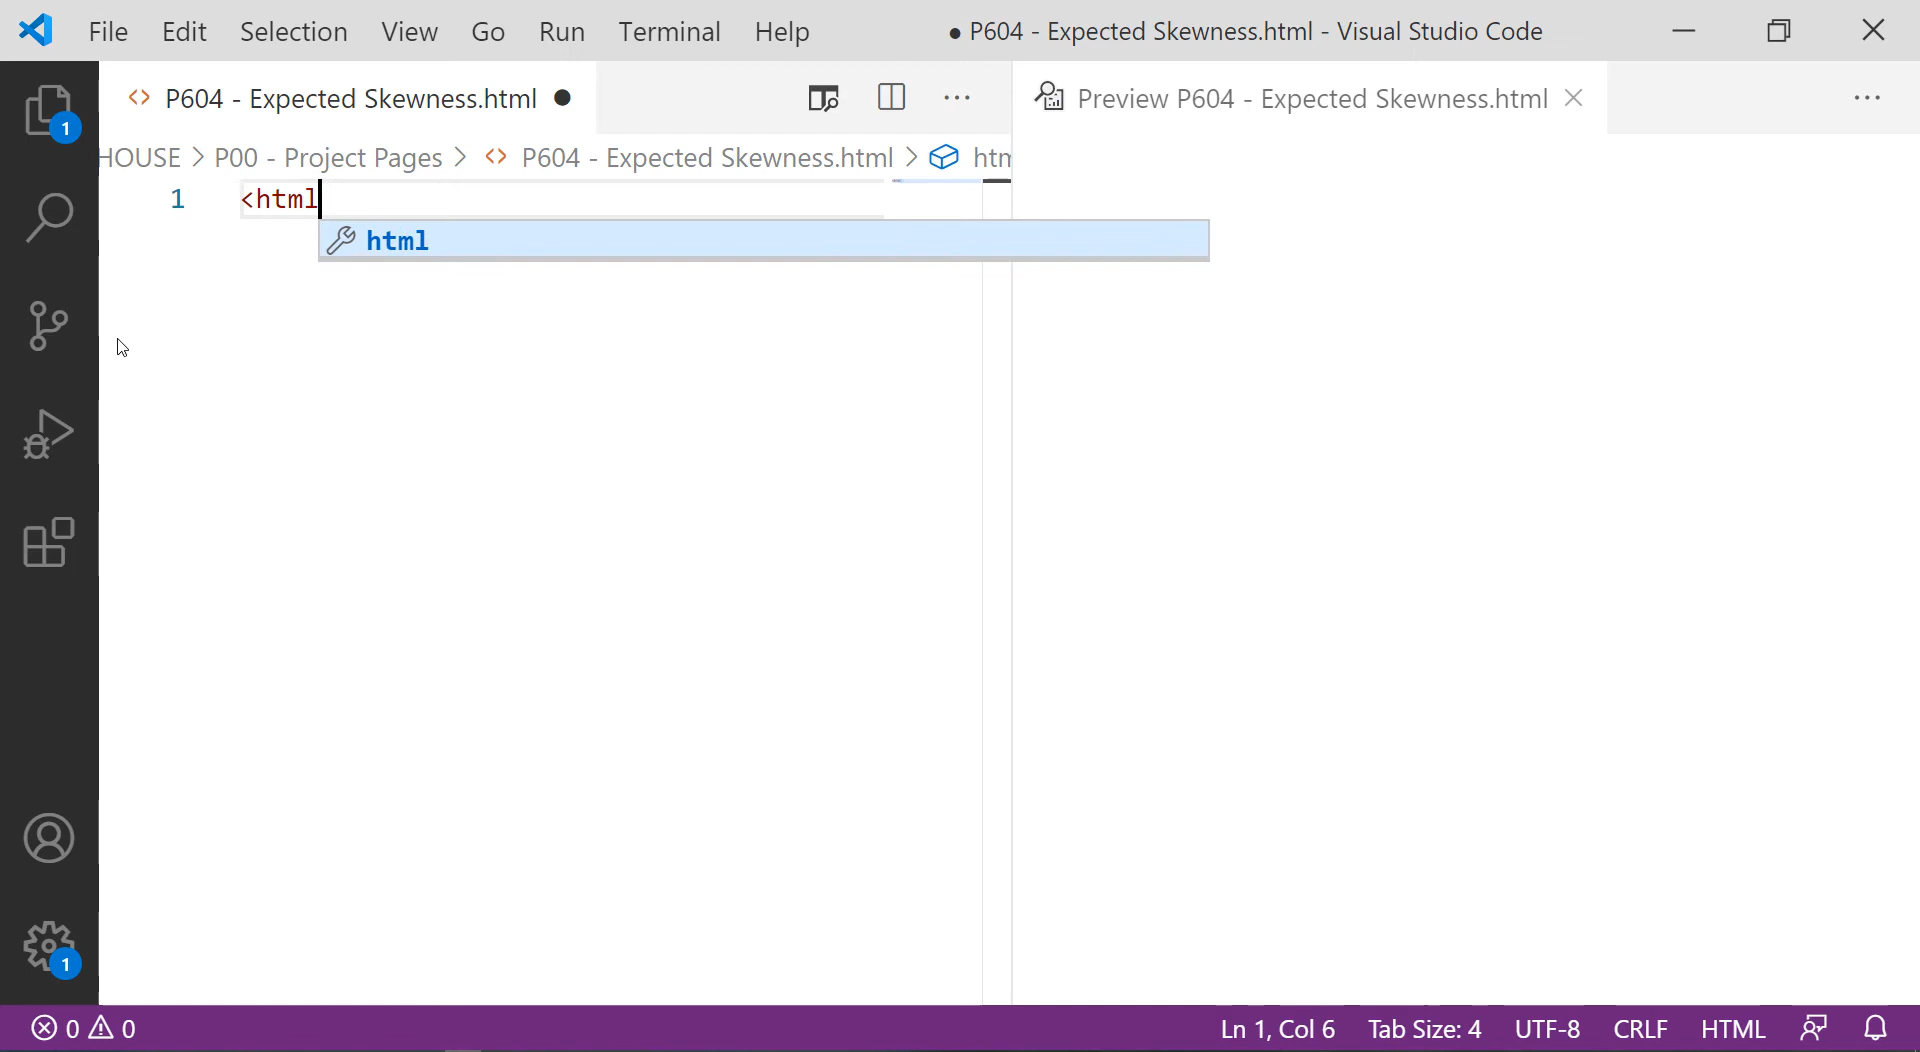 File Edit Selection View Go Run Terminal Help ● P604 - Expected Skewness.html - Visual Studio Code
P604 - Expected Skewness.html
Preview P604 - Expected Skewness.html
HOUSE > P00 - Project Pages > P604 - Expected Skewness.html > htm
1 <html
html
1
1
0 0 Ln 1, Col 6 Tab Size: 4 UTF-8 CRLF HTML